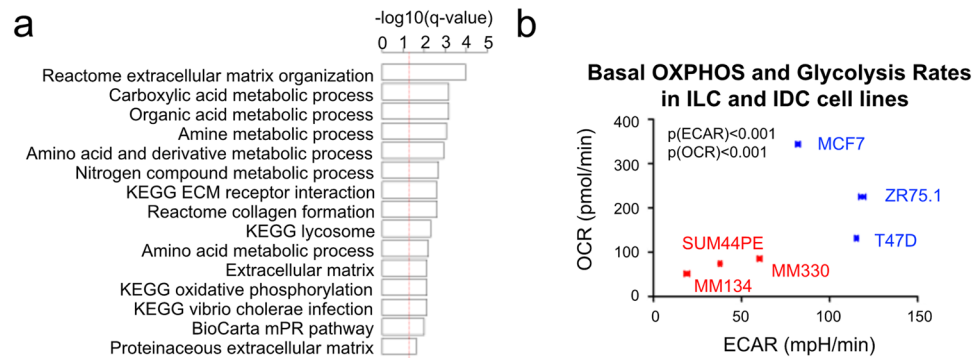 a
-log10(q-value)
0 1 2 3 4 5
Reactome extracellular matrix organization
Carboxylic acid metabolic process
Organic acid metabolic process
Amine metabolic process
Amino acid and derivative metabolic process
Nitrogen compound metabolic process
KEGG ECM receptor interaction
Reactome collagen formation
KEGG lycosome
Amino acid metabolic process
Extracellular matrix
KEGG oxidative phosphorylation
KEGG vibrio cholerae infection
BioCarta mPR pathway
Proteinaceous extracellular matrix
b
Basal OXPHOS and Glycolysis Rates
in ILC and IDC cell lines
p(ECAR)<0.001
p(OCR)<0.001
OCR (pmol/min)
400
300
200
100
0
MCF7
ZR75.1
T47D
SUM44PE
MM330
MM134
0 50 100 150
ECAR (mpH/min)